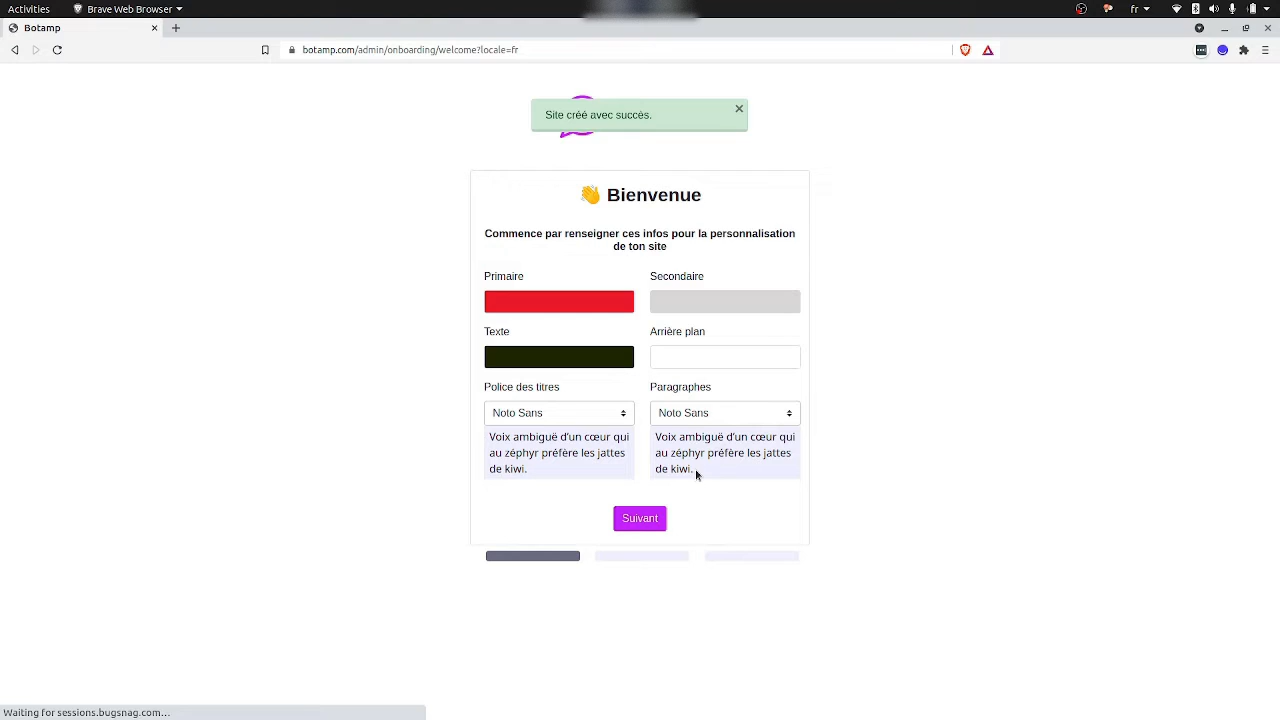 Activities
Brave Web Browser
fr
Botamp
botamp.com/admin/onboarding/welcome?locale=fr
Site créé avec succès.
👋 Bienvenue
Commence par renseigner ces infos pour la personnalisation
de ton site
Primaire
Secondaire
Texte
Arrière plan
Police des titres
Paragraphes
Noto Sans
Noto Sans
Voix ambiguë d'un cœur qui
au zéphyr préfère les jattes
de kiwi.
Voix ambiguë d'un cœur qui
au zéphyr préfère les jattes
de kiwi.
Suivant
Waiting for sessions.bugsnag.com...